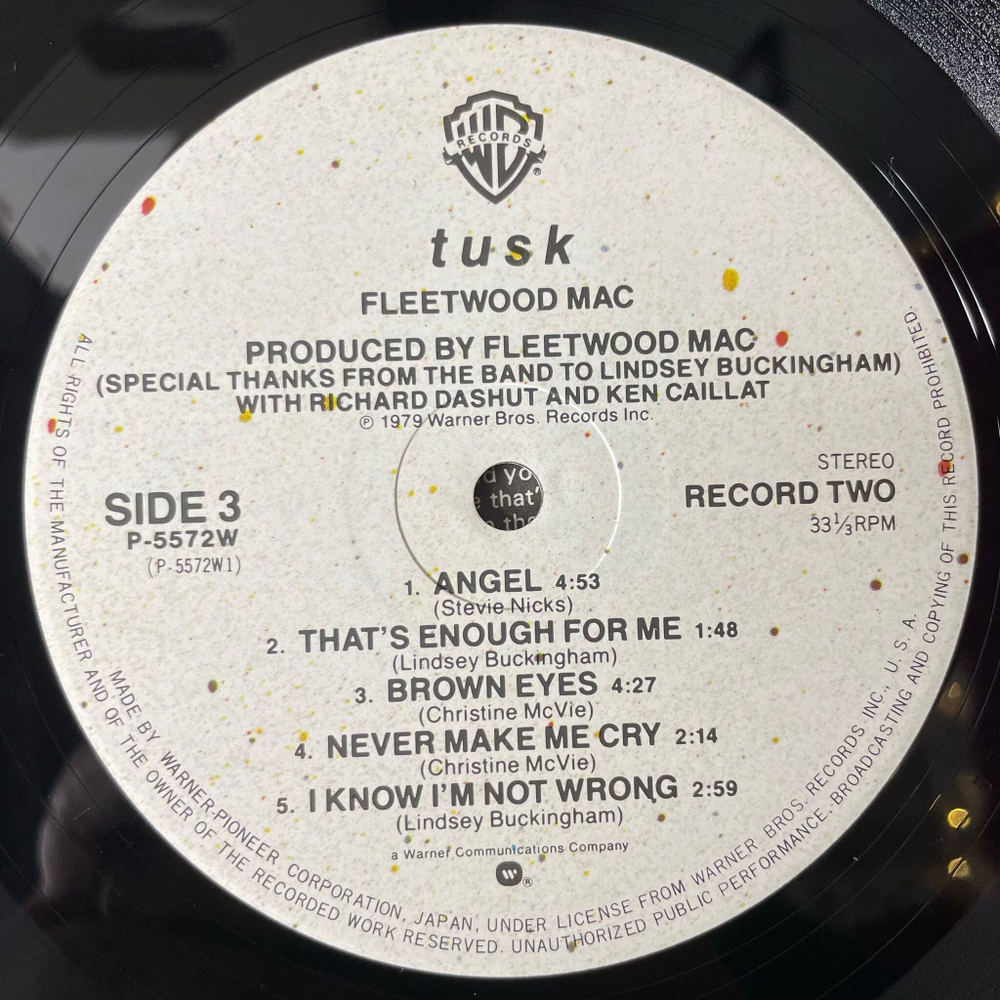 RECORDS
®
tusk
FLEETWOOD MAC
PRODUCED BY FLEETWOOD MAC
(SPECIAL THANKS FROM THE BAND TO LINDSEY BUCKINGHAM)
WITH RICHARD DASHUT AND KEN CAILLAT
℗ 1979 Warner Bros. Records Inc.
yo
that'
SIDE 3
P-5572W
(P-5572W1)
STEREO
RECORD TWO
33⅓RPM
1. ANGEL 4:53
(Stevie Nicks)
2. THAT'S ENOUGH FOR ME 1:48
(Lindsey Buckingham)
3. BROWN EYES 4:27
(Christine McVie)
4. NEVER MAKE ME CRY 2:14
(Christine McVie)
5. I KNOW I'M NOT WRONG 2:59
(Lindsey Buckingham)
a Warner Communications Company
®
MADE BY WARNER-PIONEER CORPORATION, JAPAN, UNDER LICENSE FROM WARNER BROS. RECORDS INC., U. S. A.
ALL RIGHTS OF THE MANUFACTURER AND OF THE OWNER OF THE RECORDED WORK RESERVED. UNAUTHORIZED PUBLIC PERFORMANCE, BROADCASTING AND COPYING OF THIS RECORD PROHIBITED.